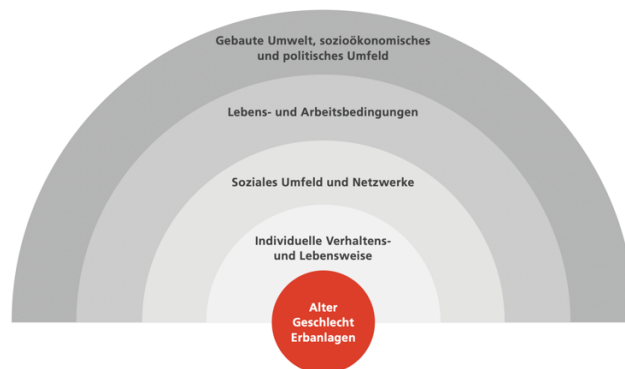 Gebaute Umwelt, sozioökonomisches
und politisches Umfeld
Lebens- und Arbeitsbedingungen
Soziales Umfeld und Netzwerke
Individuelle Verhaltens-
und Lebensweise
Alter
Geschlecht
Erbanlagen